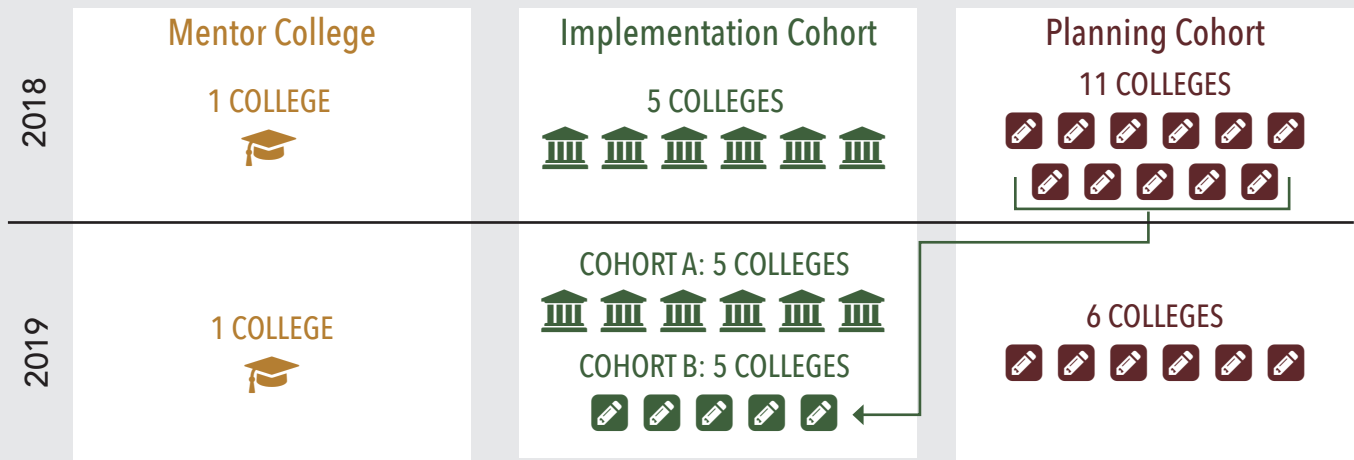 Mentor College
Implementation Cohort
Planning Cohort
2018
1 COLLEGE
5 COLLEGES
11 COLLEGES
2019
1 COLLEGE
COHORT A: 5 COLLEGES
COHORT B: 5 COLLEGES
6 COLLEGES